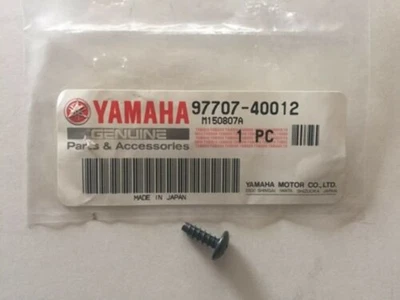 YAMAHA 97707-40012
M150807A
GENUINE
Parts & Accessories
1 PC
MADE IN JAPAN
YAMAHA MOTOR CO.,LTD.